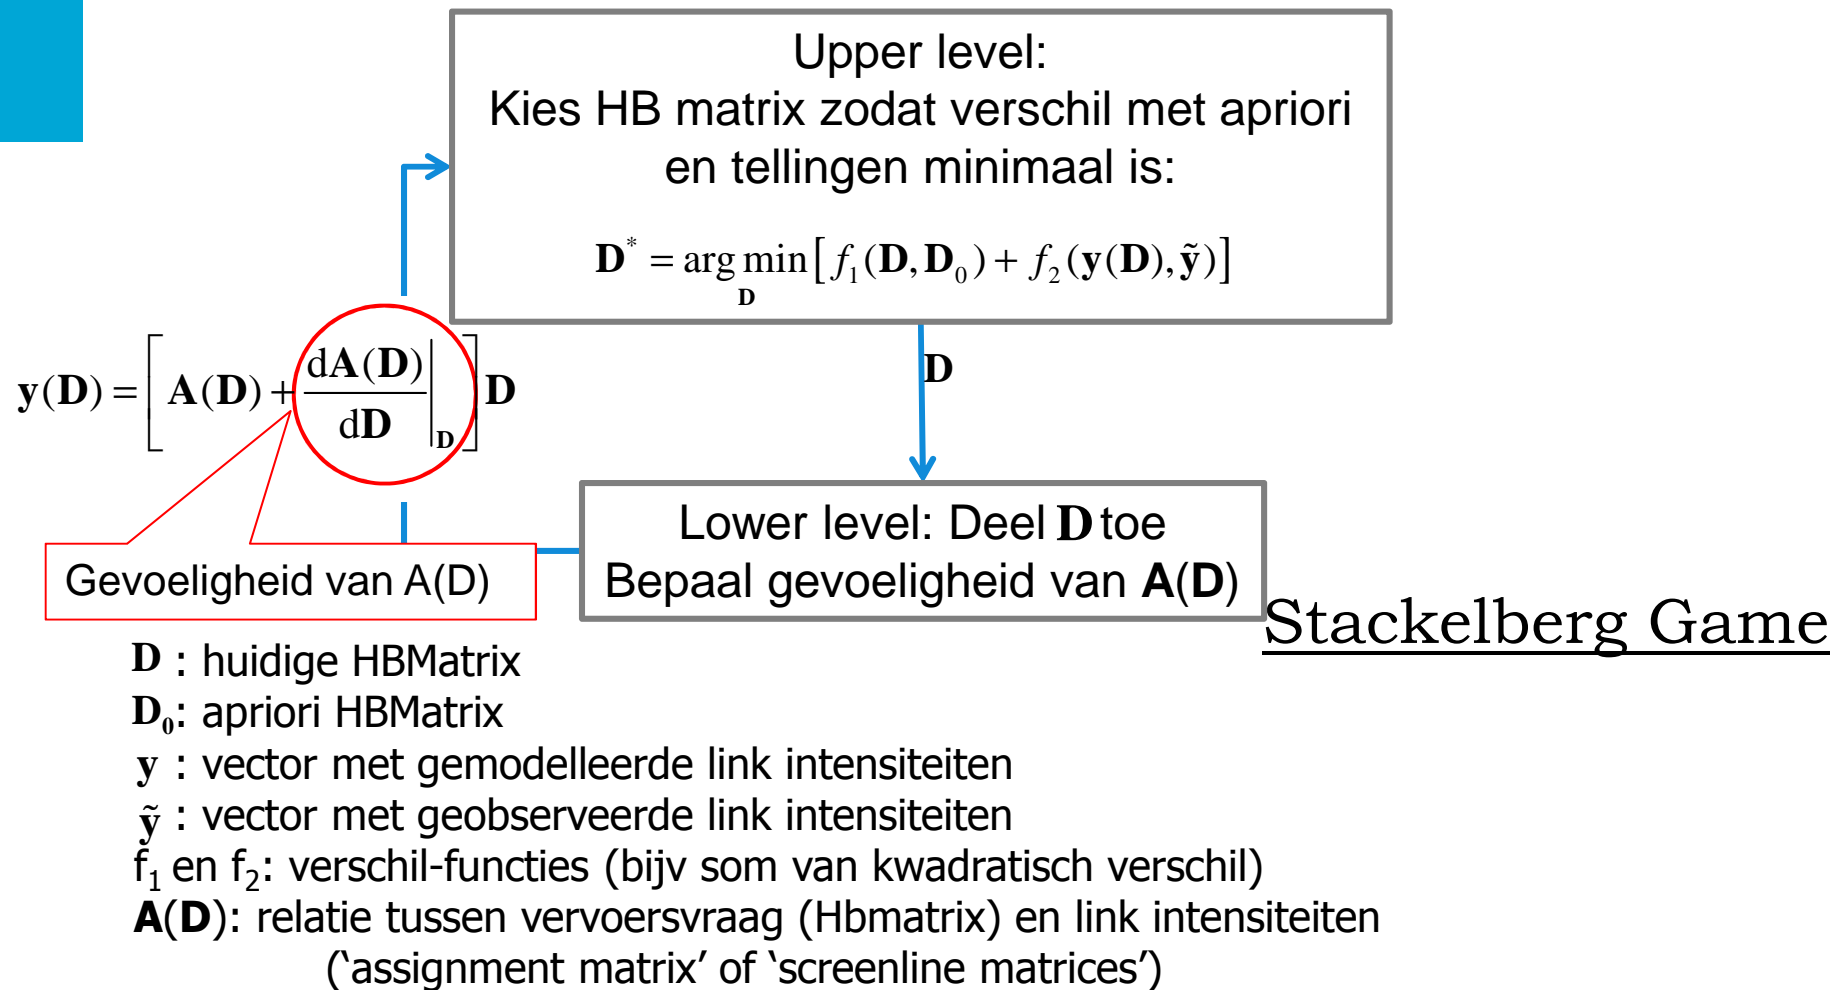 Upper level:
Kies HB matrix zodat verschil met apriori
en tellingen minimaal is:
D* = arg min_D [f₁(D, D₀) + f₂(y(D), ỹ)]
y(D) = [A(D) + dA(D)/dD |_D] D
D
Lower level: Deel D toe
Bepaal gevoeligheid van A(D)
Gevoeligheid van A(D)
Stackelberg Game
D : huidige HBMatrix
D₀: apriori HBMatrix
y : vector met gemodelleerde link intensiteiten
ỹ : vector met geobserveerde link intensiteiten
f₁ en f₂: verschil-functies (bijv som van kwadratisch verschil)
A(D): relatie tussen vervoersvraag (Hbmatrix) en link intensiteiten
(‘assignment matrix’ of ‘screenline matrices’)